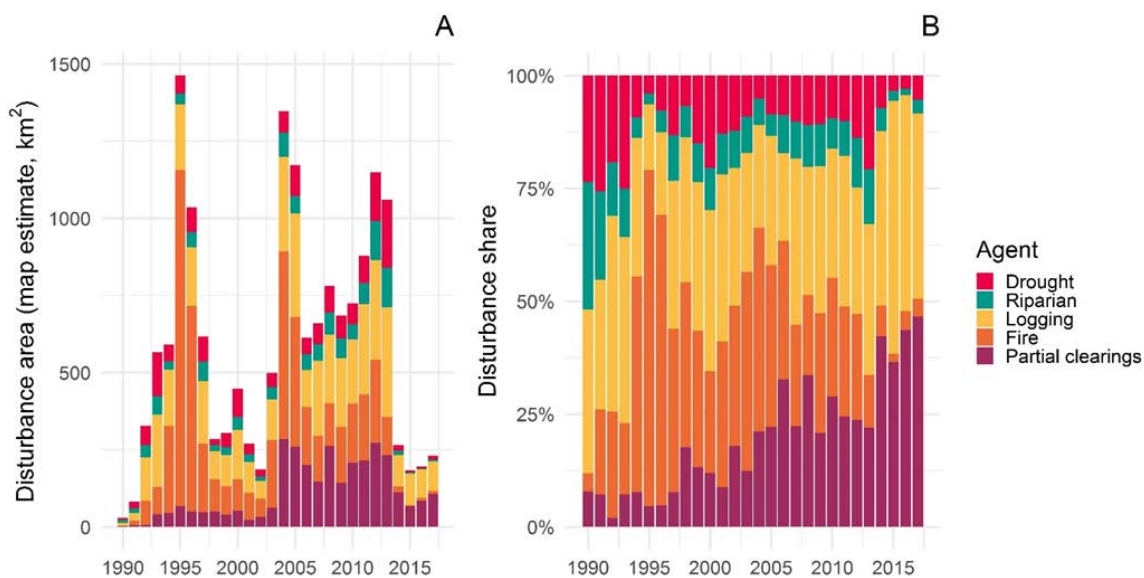 A
B
Disturbance area (map estimate, km²)
1500
1000
500
0
1990 1995 2000 2005 2010 2015
Disturbance share
100%
75%
50%
25%
0%
1990 1995 2000 2005 2010 2015
Agent
Drought
Riparian
Logging
Fire
Partial clearings